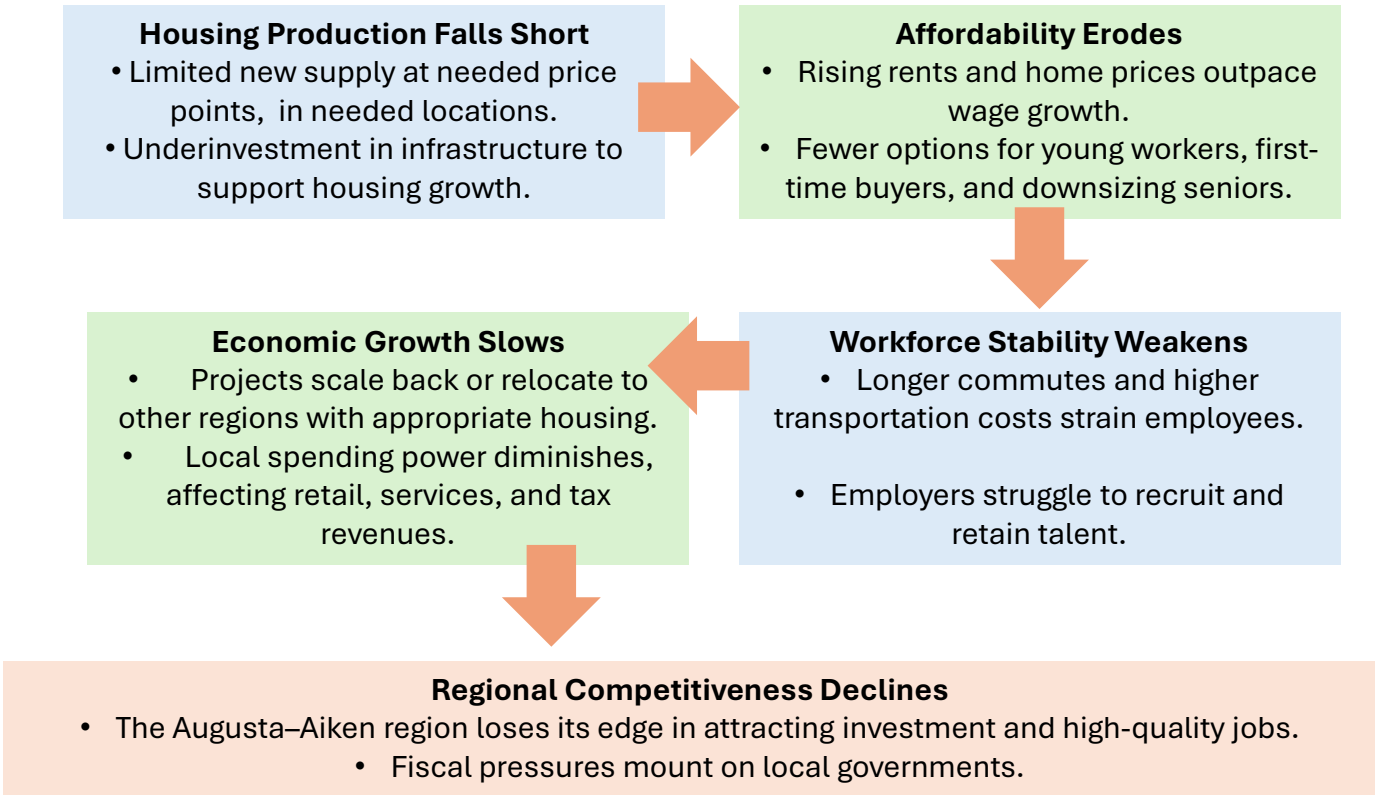 Housing Production Falls Short
• Limited new supply at needed price
points,  in needed locations.
• Underinvestment in infrastructure to
support housing growth.
Affordability Erodes
• Rising rents and home prices outpace
wage growth.
• Fewer options for young workers, first-
time buyers, and downsizing seniors.
Workforce Stability Weakens
• Longer commutes and higher
transportation costs strain employees.
• Employers struggle to recruit and
retain talent.
Economic Growth Slows
• Projects scale back or relocate to
other regions with appropriate housing.
• Local spending power diminishes,
affecting retail, services, and tax
revenues.
Regional Competitiveness Declines
• The Augusta–Aiken region loses its edge in attracting investment and high-quality jobs.
• Fiscal pressures mount on local governments.